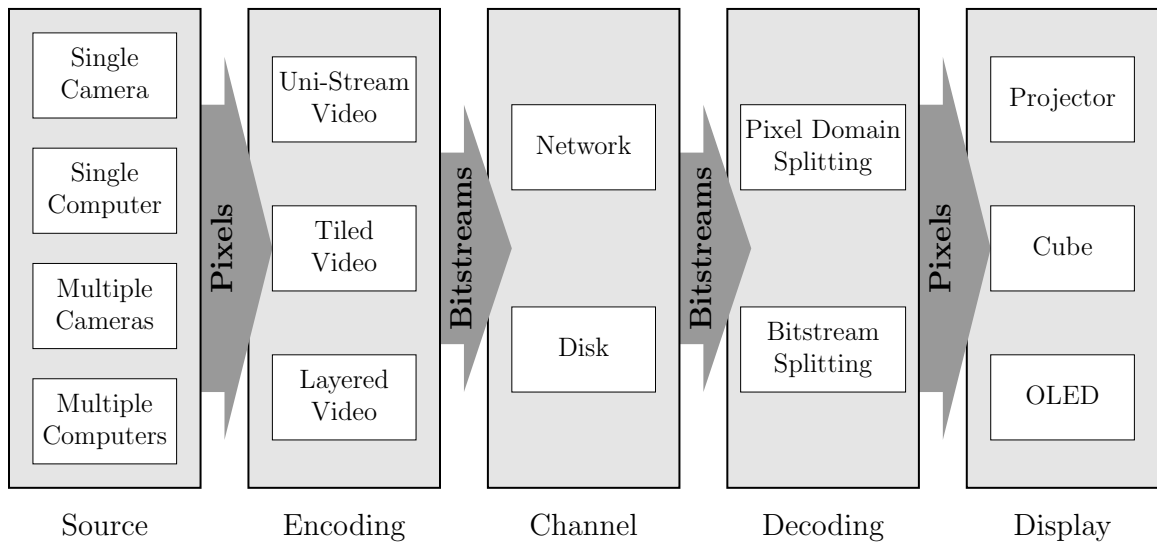 Single
Camera
Single
Computer
Multiple
Cameras
Multiple
Computers
Source
Pixels
Uni-Stream
Video
Tiled
Video
Layered
Video
Encoding
Bitstreams
Network
Disk
Channel
Bitstreams
Pixel Domain
Splitting
Bitstream
Splitting
Decoding
Pixels
Projector
Cube
OLED
Display